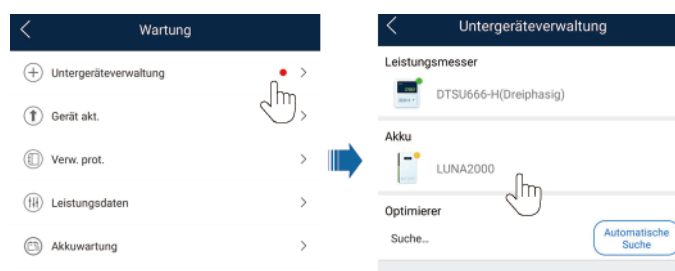 Wartung
Untergeräteverwaltung
Gerät akt.
Verw. prot.
Leistungsdaten
Akkuwartung
Untergeräteverwaltung
Leistungsmesser
DTSU666-H(Dreiphasig)
Akku
LUNA2000
Optimierer
Suche...
Automatische
Suche